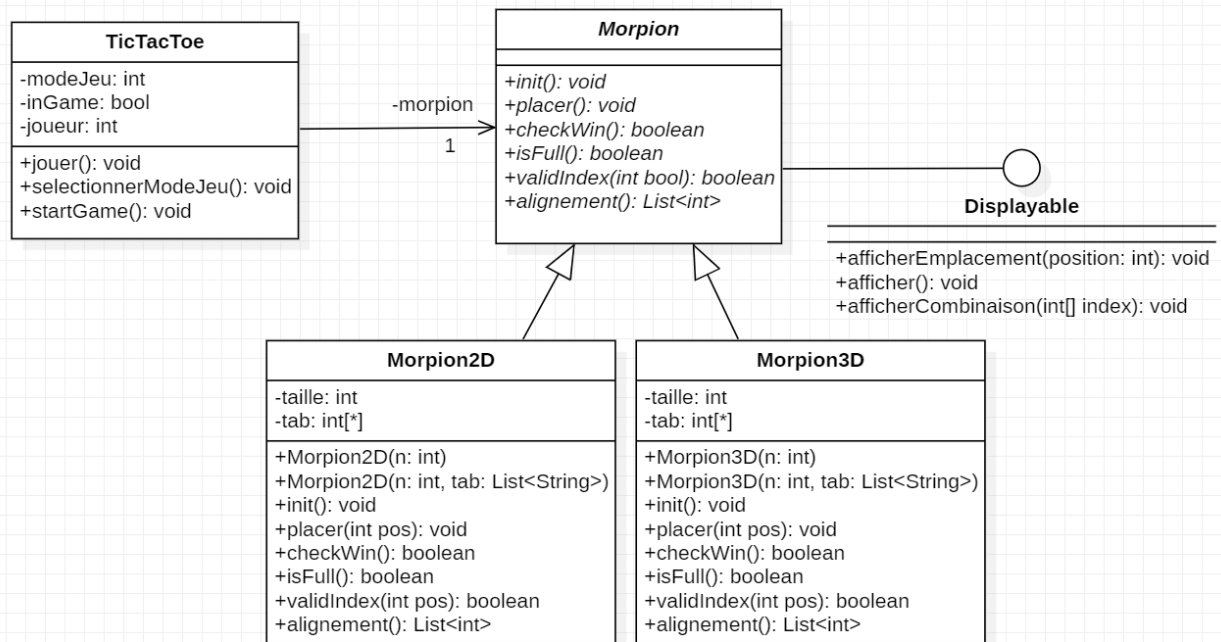 TicTacToe
-modeJeu: int
-inGame: bool
-joueur: int
+jouer(): void
+selectionnerModeJeu(): void
+startGame(): void
-morpion
1
Morpion
+init(): void
+placer(): void
+checkWin(): boolean
+isFull(): boolean
+validIndex(int bool): boolean
+alignement(): List<int>
Displayable
+afficherEmplacement(position: int): void
+afficher(): void
+afficherCombinaison(int[] index): void
Morpion2D
-taille: int
-tab: int[*]
+Morpion2D(n: int)
+Morpion2D(n: int, tab: List<String>)
+init(): void
+placer(int pos): void
+checkWin(): boolean
+isFull(): boolean
+validIndex(int pos): boolean
+alignement(): List<int>
Morpion3D
-taille: int
-tab: int[*]
+Morpion3D(n: int)
+Morpion3D(n: int, tab: List<String>)
+init(): void
+placer(int pos): void
+checkWin(): boolean
+isFull(): boolean
+validIndex(int pos): boolean
+alignement(): List<int>